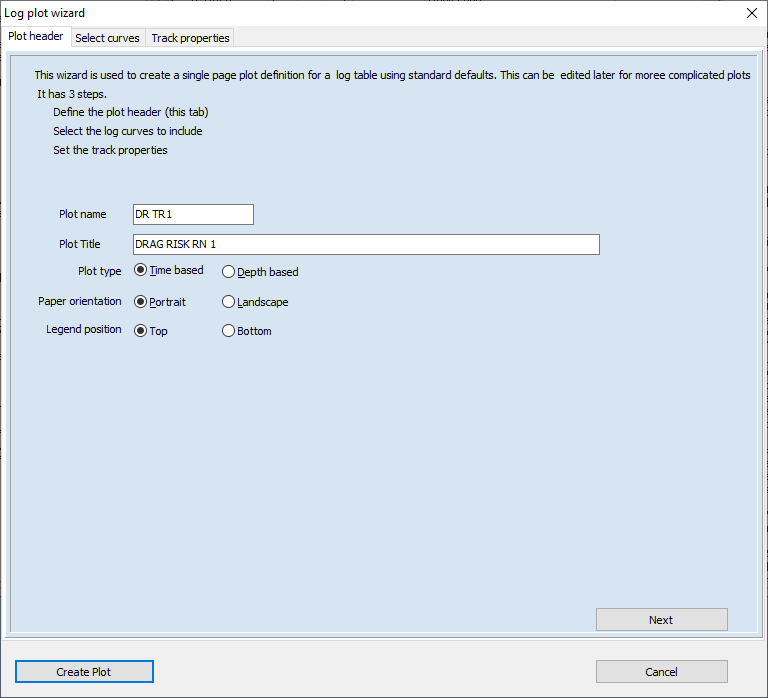 Log plot wizard
Plot header Select curves Track properties
This wizard is used to create a single page plot definition for a log table using standard defaults. This can be edited later for moree complicated plots
It has 3 steps.
Define the plot header (this tab)
Select the log curves to include
Set the track properties
Plot name DR TR1
Plot Title DRAG RISK RN 1
Plot type Time based Depth based
Paper orientation Portrait Landscape
Legend position Top Bottom
Next
Create Plot Cancel